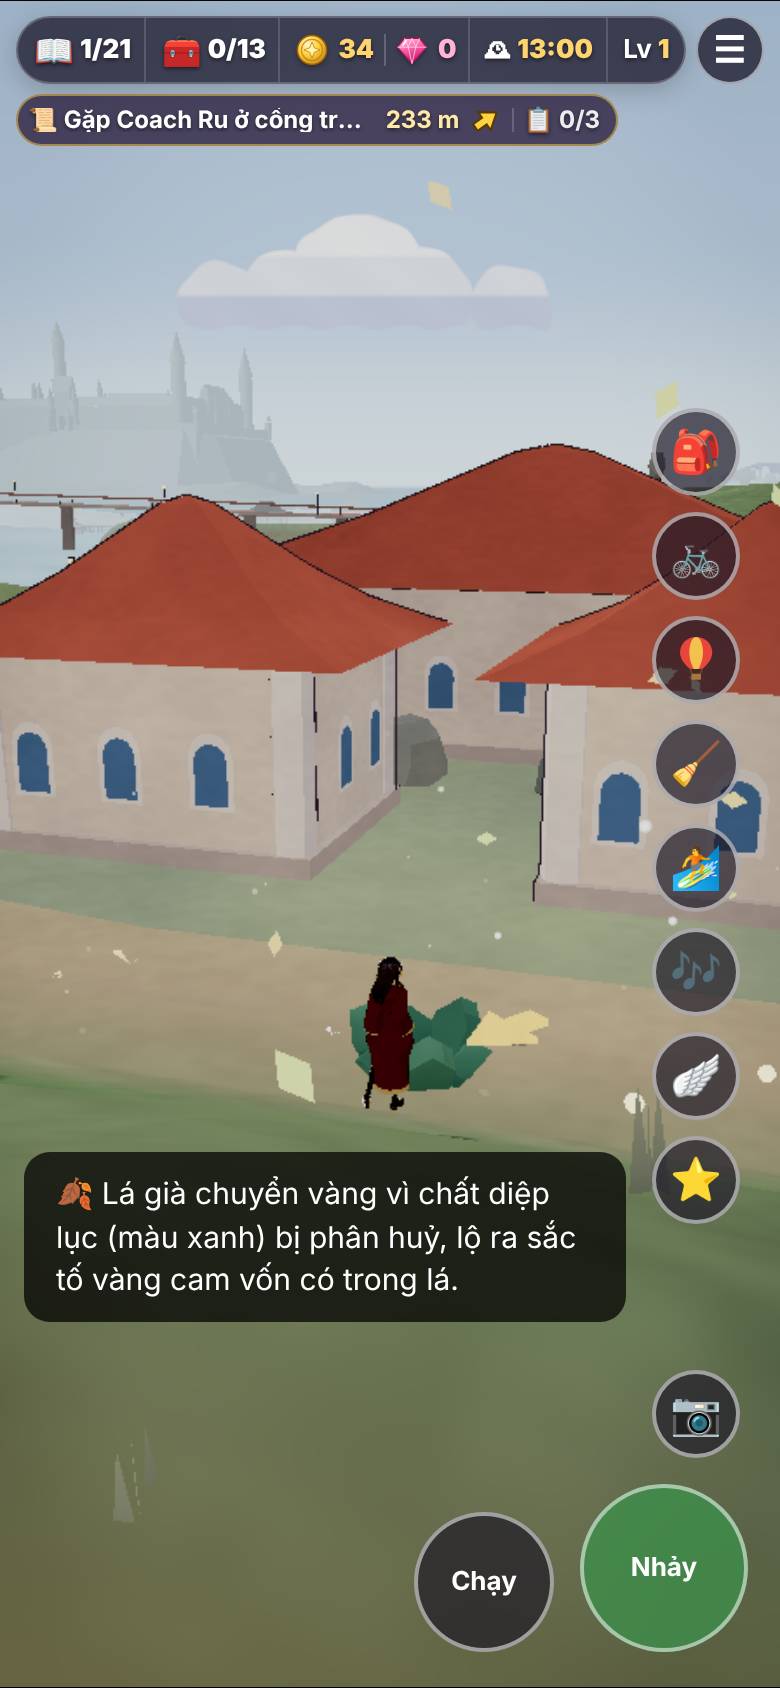 1/21 0/13 34 0 13:00 Lv 1
Gặp Coach Ru ở cổng tr... 233 m 0/3
Lá già chuyển vàng vì chất diệp
lục (màu xanh) bị phân huỷ, lộ ra sắc
tố vàng cam vốn có trong lá.
Chạy
Nhảy